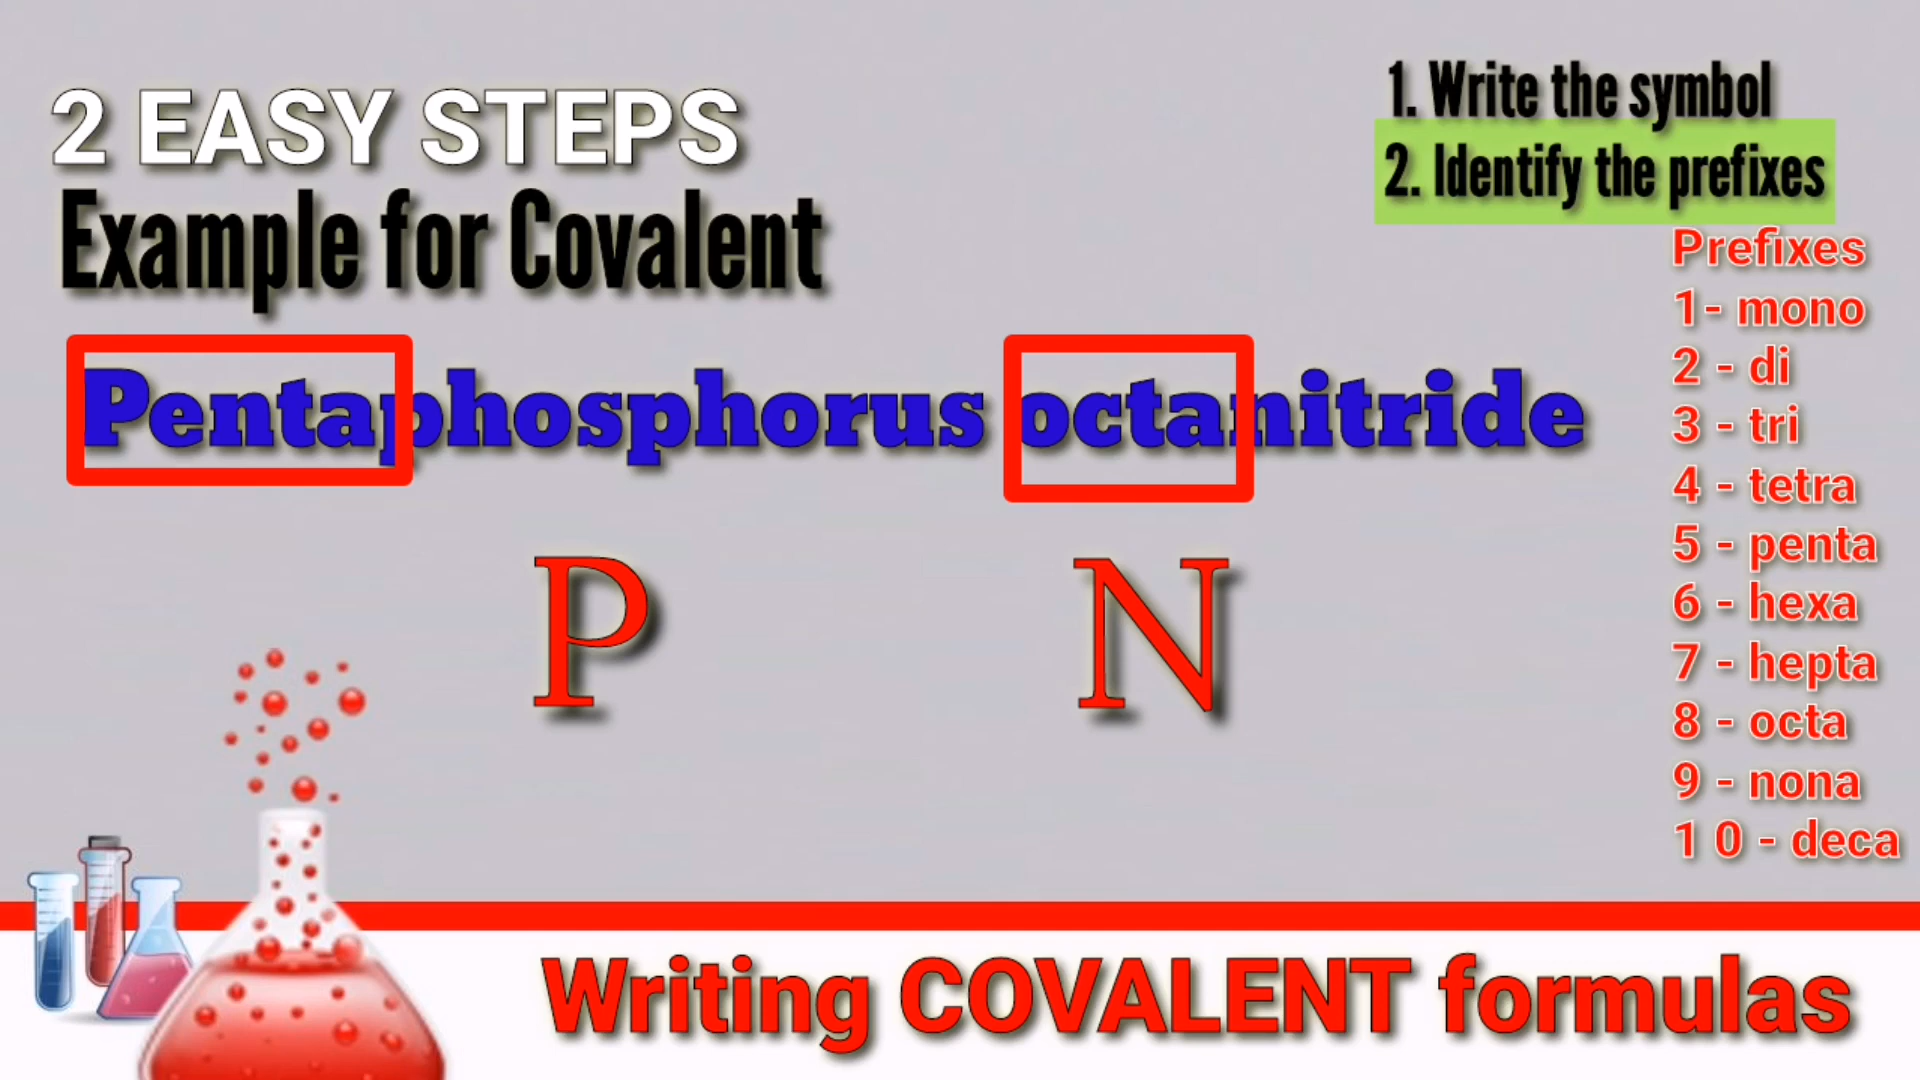 2 EASY STEPS
Example for Covalent
1. Write the symbol
2. Identify the prefixes
Pentaphosphorus octanitride
P N
Prefixes
1- mono
2 - di
3 - tri
4 - tetra
5 - penta
6 - hexa
7 - hepta
8 - octa
9 - nona
1 0 - deca
Writing COVALENT formulas